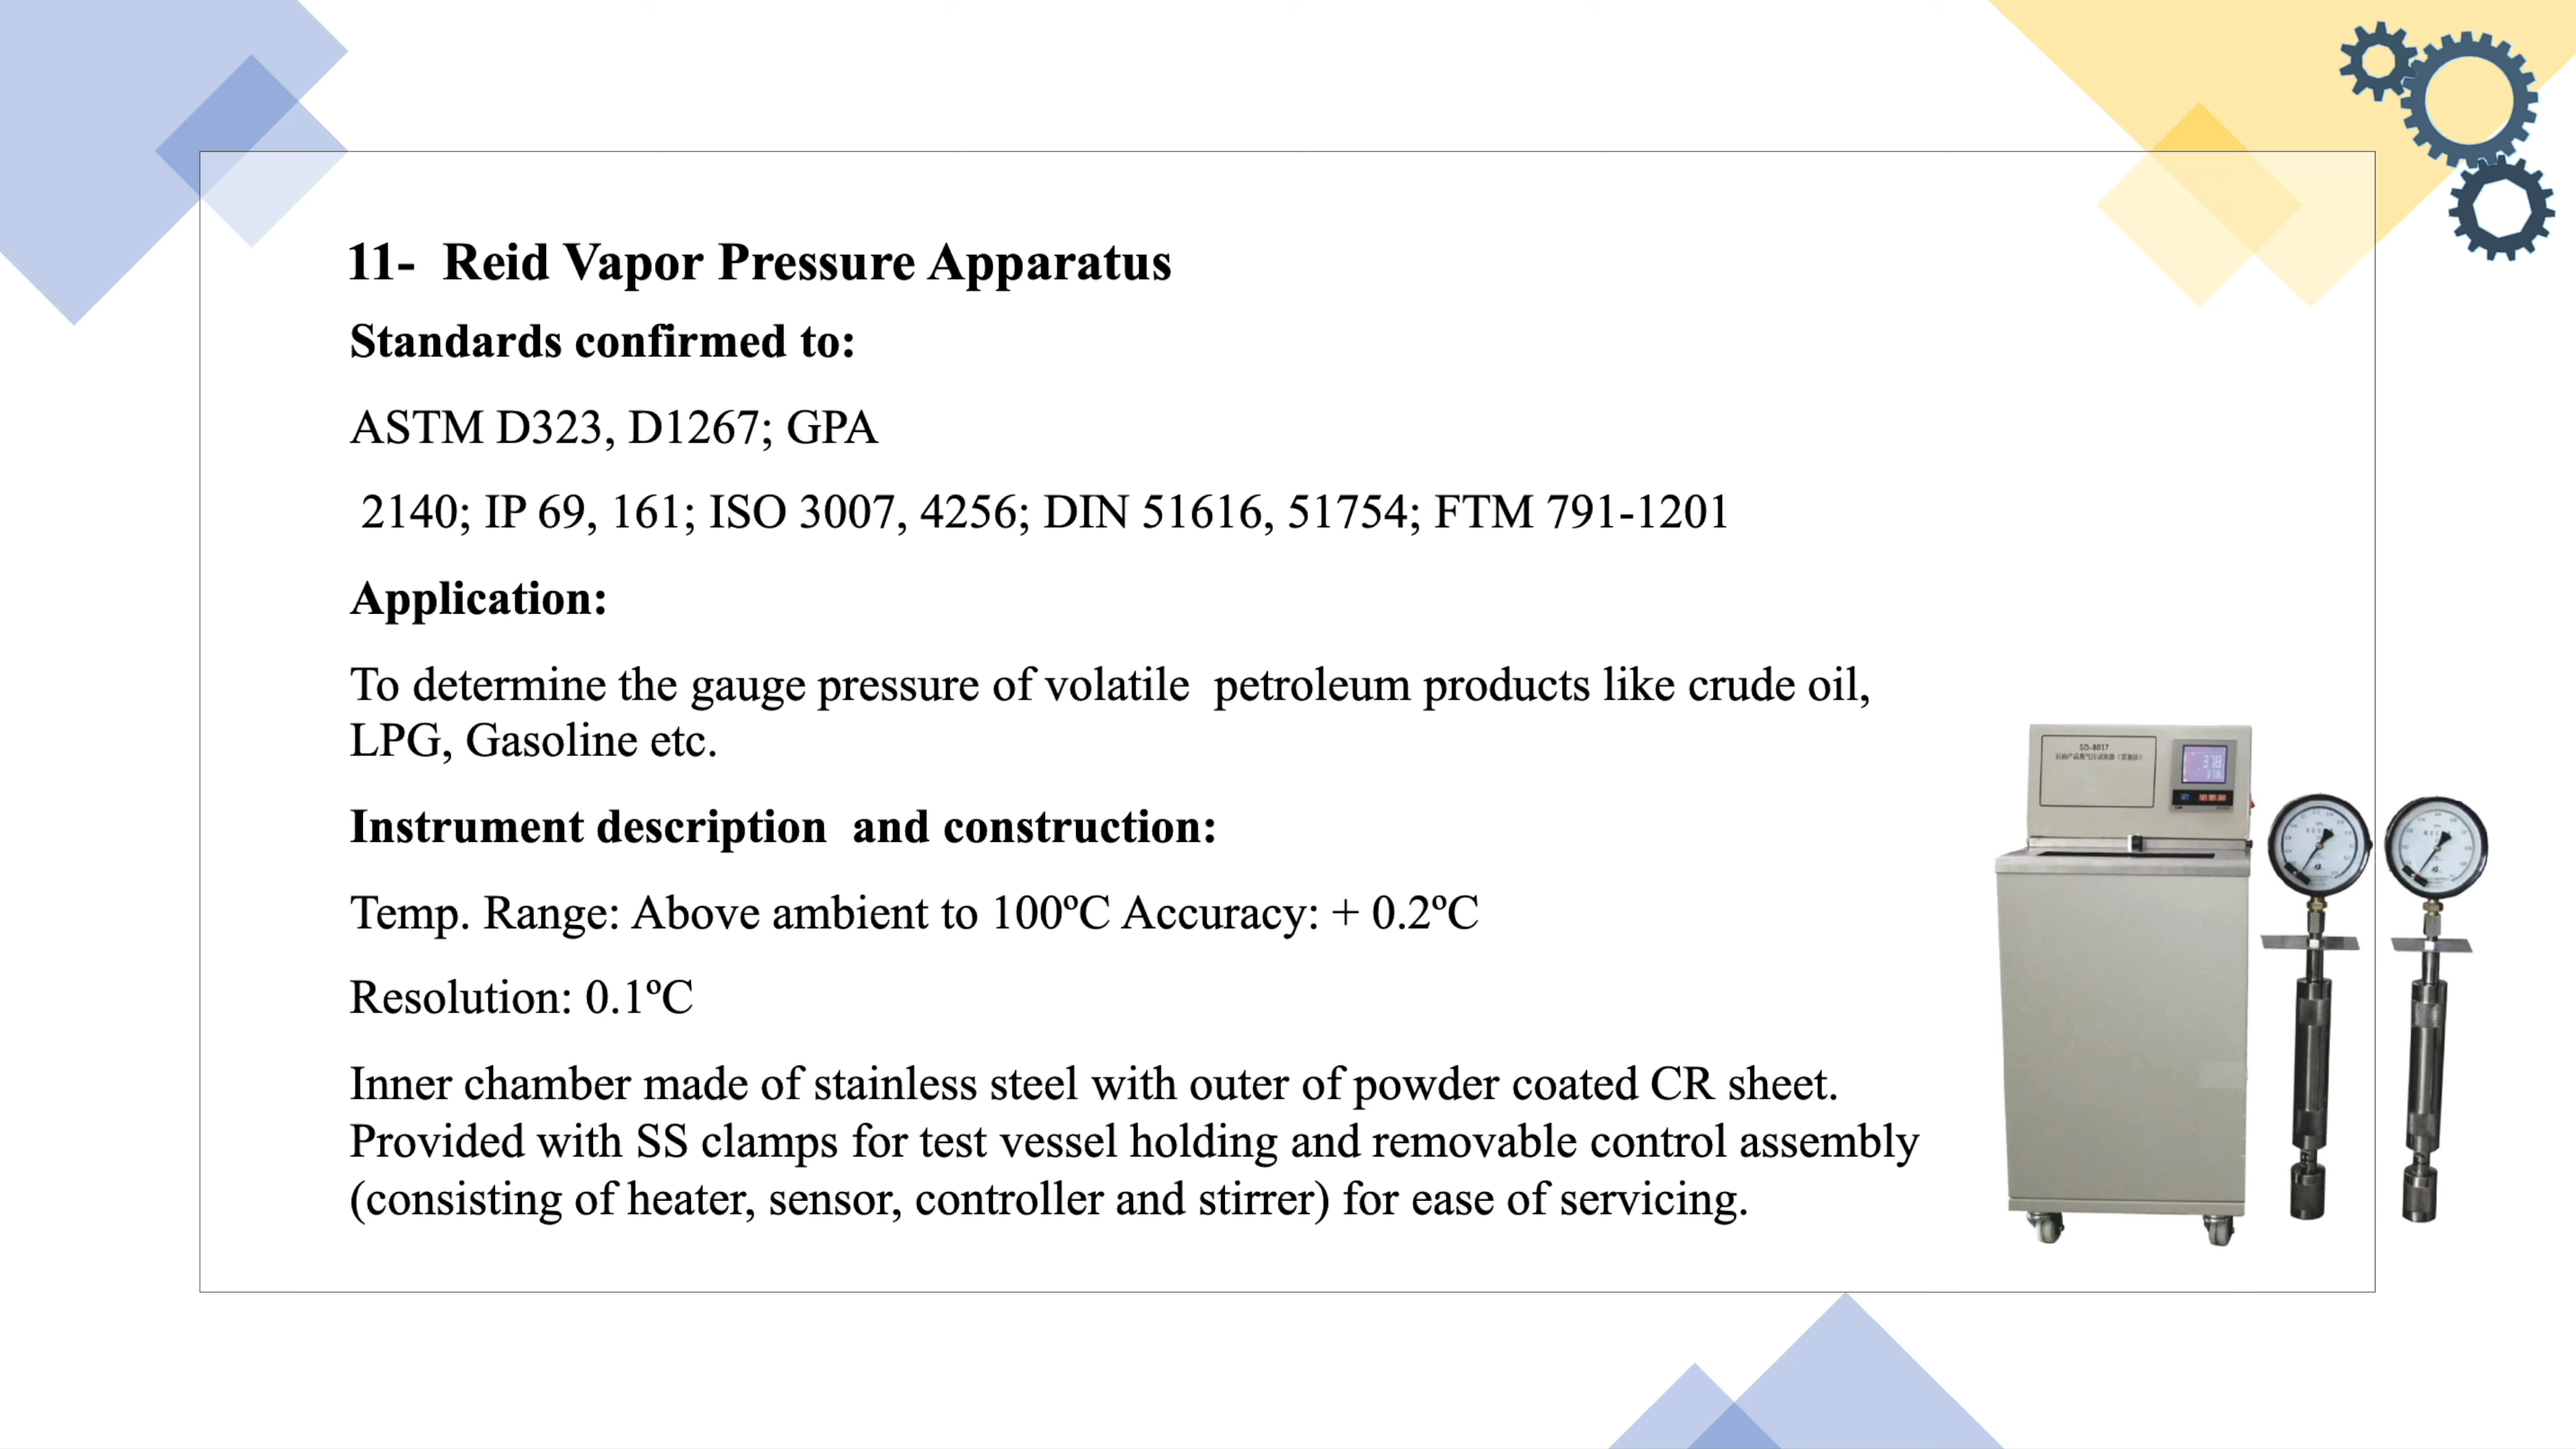 11- Reid Vapor Pressure Apparatus
Standards confirmed to:
ASTM D323, D1267; GPA
2140; IP 69, 161; ISO 3007, 4256; DIN 51616, 51754; FTM 791-1201
Application:
To determine the gauge pressure of volatile petroleum products like crude oil,
LPG, Gasoline etc.
Instrument description and construction:
Temp. Range: Above ambient to 100ºC Accuracy: + 0.2ºC
Resolution: 0.1ºC
Inner chamber made of stainless steel with outer of powder coated CR sheet.
Provided with SS clamps for test vessel holding and removable control assembly
(consisting of heater, sensor, controller and stirrer) for ease of servicing.
SD-8017